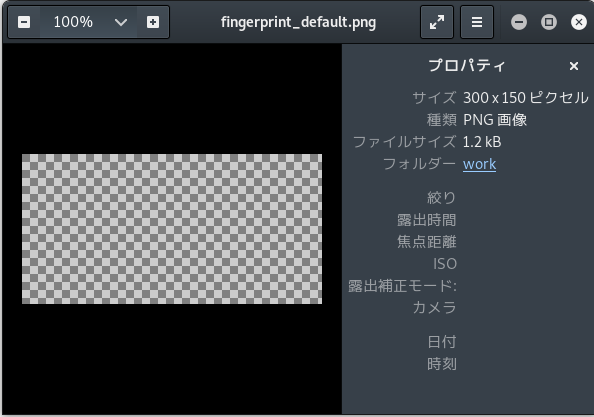 100%
fingerprint_default.png
プロパティ
サイズ 300 x 150 ピクセル
種類 PNG 画像
ファイルサイズ 1.2 kB
フォルダー work
絞り
露出時間
焦点距離
ISO
露出補正モード:
カメラ
日付
時刻